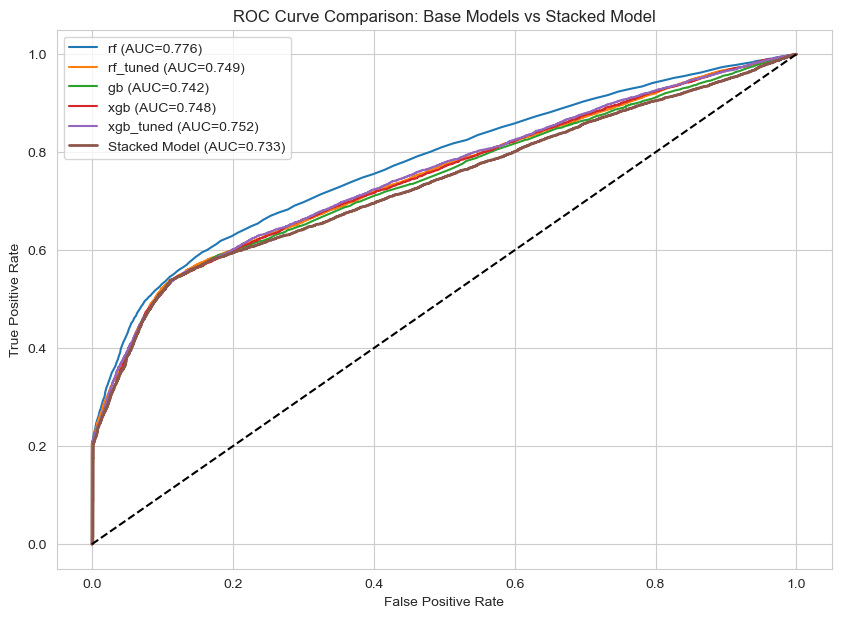 ROC Curve Comparison: Base Models vs Stacked Model
rf (AUC=0.776)
rf_tuned (AUC=0.749)
gb (AUC=0.742)
xgb (AUC=0.748)
xgb_tuned (AUC=0.752)
Stacked Model (AUC=0.733)
True Positive Rate
1.0
0.8
0.6
0.4
0.2
0.0
0.0 0.2 0.4 0.6 0.8 1.0
False Positive Rate